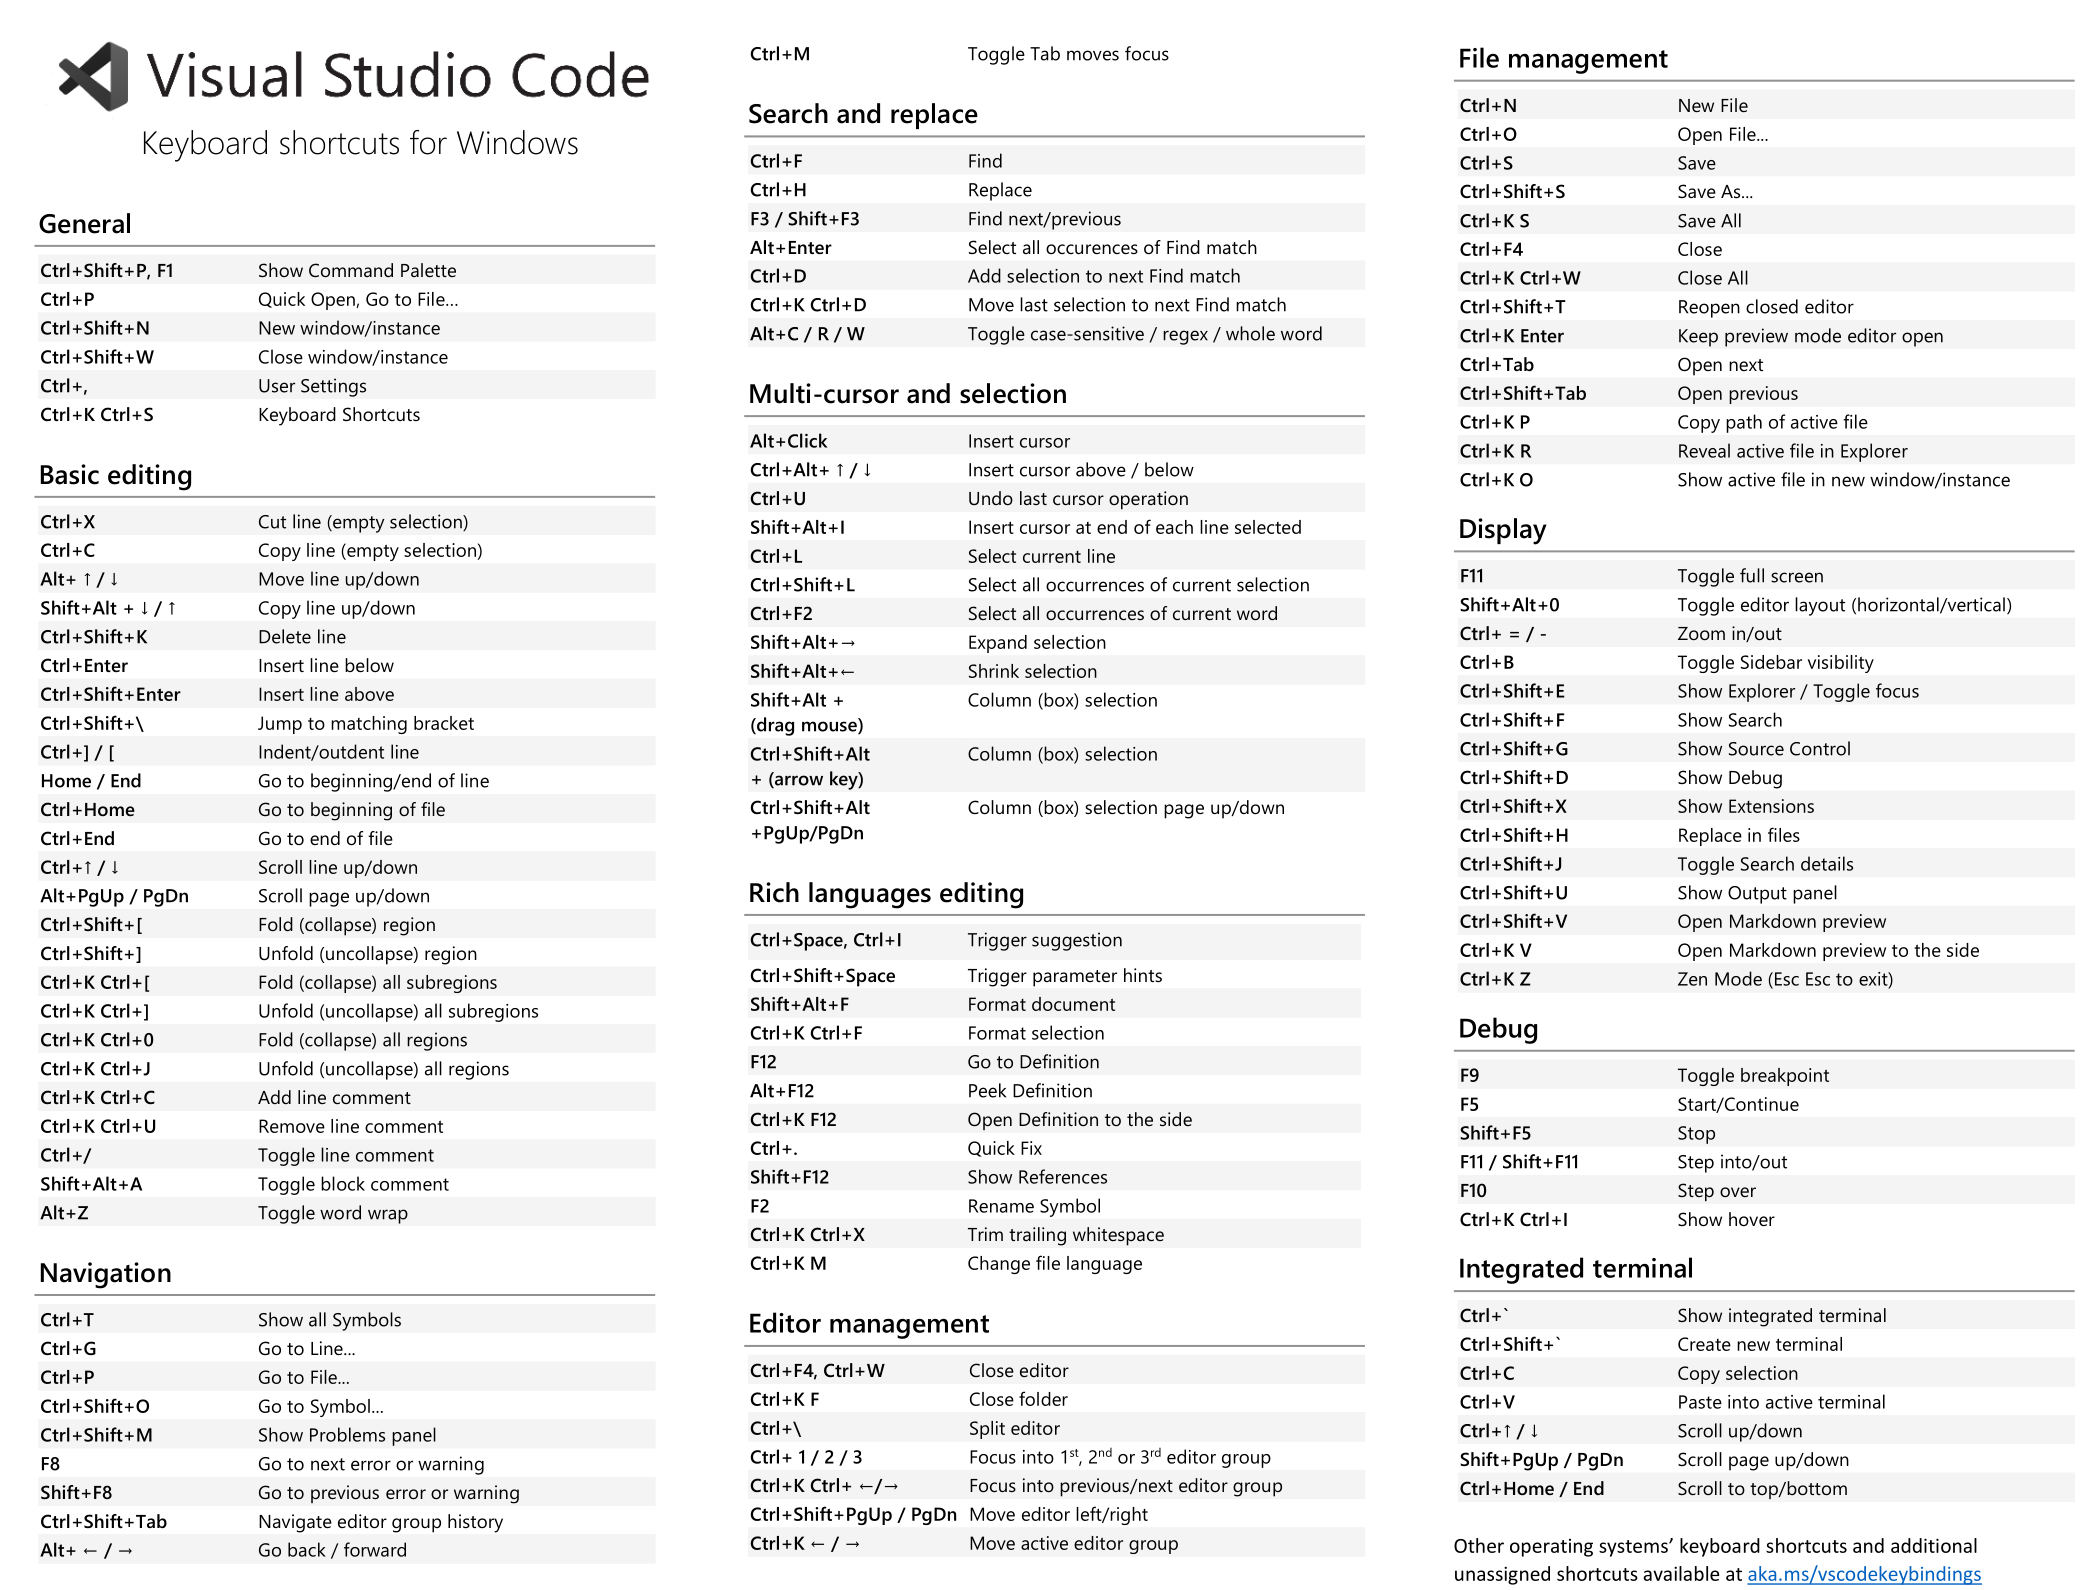 Visual Studio Code
Keyboard shortcuts for Windows
General
Ctrl+Shift+P, F1 Show Command Palette
Ctrl+P Quick Open, Go to File...
Ctrl+Shift+N New window/instance
Ctrl+Shift+W Close window/instance
Ctrl+, User Settings
Ctrl+K Ctrl+S Keyboard Shortcuts
Basic editing
Ctrl+X Cut line (empty selection)
Ctrl+C Copy line (empty selection)
Alt+ ↑ / ↓ Move line up/down
Shift+Alt + ↓ / ↑ Copy line up/down
Ctrl+Shift+K Delete line
Ctrl+Enter Insert line below
Ctrl+Shift+Enter Insert line above
Ctrl+Shift+\ Jump to matching bracket
Ctrl+] / [ Indent/outdent line
Home / End Go to beginning/end of line
Ctrl+Home Go to beginning of file
Ctrl+End Go to end of file
Ctrl+↑ / ↓ Scroll line up/down
Alt+PgUp / PgDn Scroll page up/down
Ctrl+Shift+[ Fold (collapse) region
Ctrl+Shift+] Unfold (uncollapse) region
Ctrl+K Ctrl+[ Fold (collapse) all subregions
Ctrl+K Ctrl+] Unfold (uncollapse) all subregions
Ctrl+K Ctrl+0 Fold (collapse) all regions
Ctrl+K Ctrl+J Unfold (uncollapse) all regions
Ctrl+K Ctrl+C Add line comment
Ctrl+K Ctrl+U Remove line comment
Ctrl+/ Toggle line comment
Shift+Alt+A Toggle block comment
Alt+Z Toggle word wrap
Navigation
Ctrl+T Show all Symbols
Ctrl+G Go to Line...
Ctrl+P Go to File...
Ctrl+Shift+O Go to Symbol...
Ctrl+Shift+M Show Problems panel
F8 Go to next error or warning
Shift+F8 Go to previous error or warning
Ctrl+Shift+Tab Navigate editor group history
Alt+ ← / → Go back / forward
Ctrl+M Toggle Tab moves focus
Search and replace
Ctrl+F Find
Ctrl+H Replace
F3 / Shift+F3 Find next/previous
Alt+Enter Select all occurences of Find match
Ctrl+D Add selection to next Find match
Ctrl+K Ctrl+D Move last selection to next Find match
Alt+C / R / W Toggle case-sensitive / regex / whole word
Multi-cursor and selection
Alt+Click Insert cursor
Ctrl+Alt+ ↑ / ↓ Insert cursor above / below
Ctrl+U Undo last cursor operation
Shift+Alt+I Insert cursor at end of each line selected
Ctrl+L Select current line
Ctrl+Shift+L Select all occurrences of current selection
Ctrl+F2 Select all occurrences of current word
Shift+Alt+→ Expand selection
Shift+Alt+← Shrink selection
Shift+Alt + Column (box) selection
(drag mouse)
Ctrl+Shift+Alt Column (box) selection
+ (arrow key)
Ctrl+Shift+Alt Column (box) selection page up/down
+PgUp/PgDn
Rich languages editing
Ctrl+Space, Ctrl+I Trigger suggestion
Ctrl+Shift+Space Trigger parameter hints
Shift+Alt+F Format document
Ctrl+K Ctrl+F Format selection
F12 Go to Definition
Alt+F12 Peek Definition
Ctrl+K F12 Open Definition to the side
Ctrl+. Quick Fix
Shift+F12 Show References
F2 Rename Symbol
Ctrl+K Ctrl+X Trim trailing whitespace
Ctrl+K M Change file language
Editor management
Ctrl+F4, Ctrl+W Close editor
Ctrl+K F Close folder
Ctrl+\ Split editor
Ctrl+ 1 / 2 / 3 Focus into 1st, 2nd or 3rd editor group
Ctrl+K Ctrl+ ←/→ Focus into previous/next editor group
Ctrl+Shift+PgUp / PgDn Move editor left/right
Ctrl+K ← / → Move active editor group
File management
Ctrl+N New File
Ctrl+O Open File...
Ctrl+S Save
Ctrl+Shift+S Save As...
Ctrl+K S Save All
Ctrl+F4 Close
Ctrl+K Ctrl+W Close All
Ctrl+Shift+T Reopen closed editor
Ctrl+K Enter Keep preview mode editor open
Ctrl+Tab Open next
Ctrl+Shift+Tab Open previous
Ctrl+K P Copy path of active file
Ctrl+K R Reveal active file in Explorer
Ctrl+K O Show active file in new window/instance
Display
F11 Toggle full screen
Shift+Alt+0 Toggle editor layout (horizontal/vertical)
Ctrl+ = / - Zoom in/out
Ctrl+B Toggle Sidebar visibility
Ctrl+Shift+E Show Explorer / Toggle focus
Ctrl+Shift+F Show Search
Ctrl+Shift+G Show Source Control
Ctrl+Shift+D Show Debug
Ctrl+Shift+X Show Extensions
Ctrl+Shift+H Replace in files
Ctrl+Shift+J Toggle Search details
Ctrl+Shift+U Show Output panel
Ctrl+Shift+V Open Markdown preview
Ctrl+K V Open Markdown preview to the side
Ctrl+K Z Zen Mode (Esc Esc to exit)
Debug
F9 Toggle breakpoint
F5 Start/Continue
Shift+F5 Stop
F11 / Shift+F11 Step into/out
F10 Step over
Ctrl+K Ctrl+I Show hover
Integrated terminal
Ctrl+` Show integrated terminal
Ctrl+Shift+` Create new terminal
Ctrl+C Copy selection
Ctrl+V Paste into active terminal
Ctrl+↑ / ↓ Scroll up/down
Shift+PgUp / PgDn Scroll page up/down
Ctrl+Home / End Scroll to top/bottom
Other operating systems’ keyboard shortcuts and additional
unassigned shortcuts available at aka.ms/vscodekeybindings